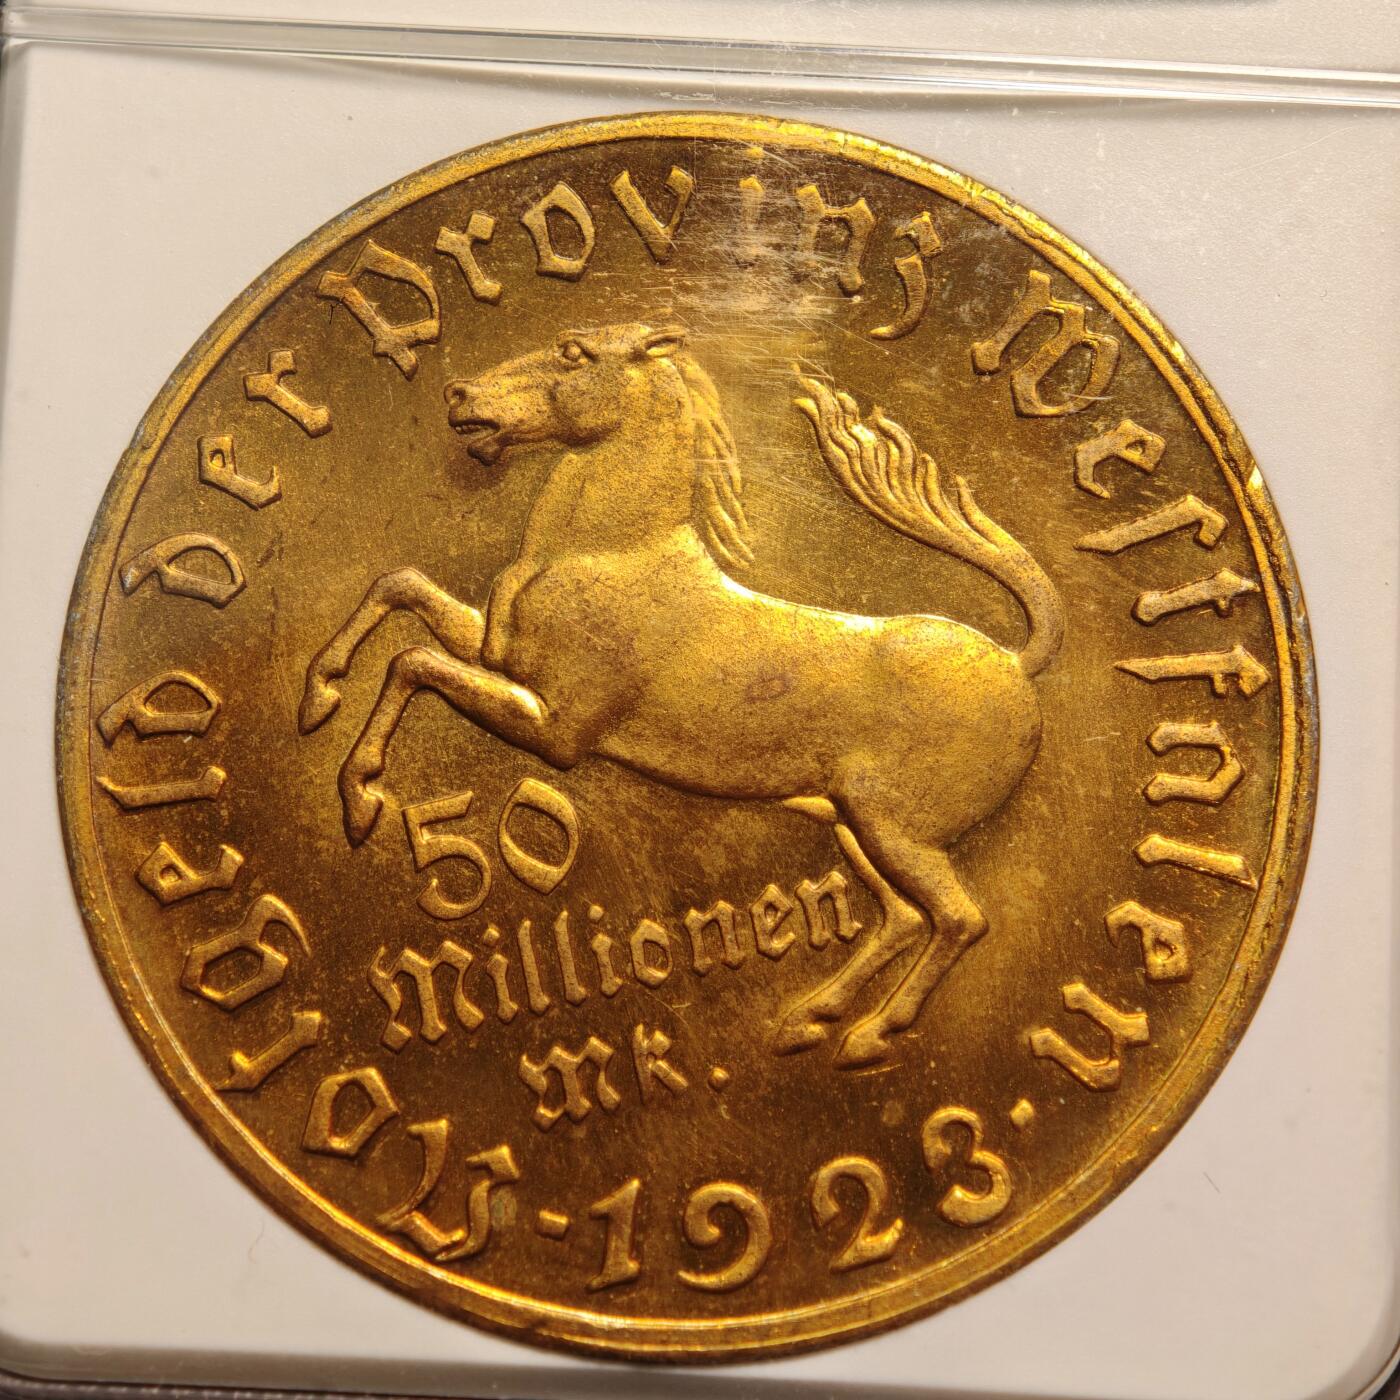 Notgeld der Provinz Westfalen
50
Millionen
Mk.
· 1923 ·